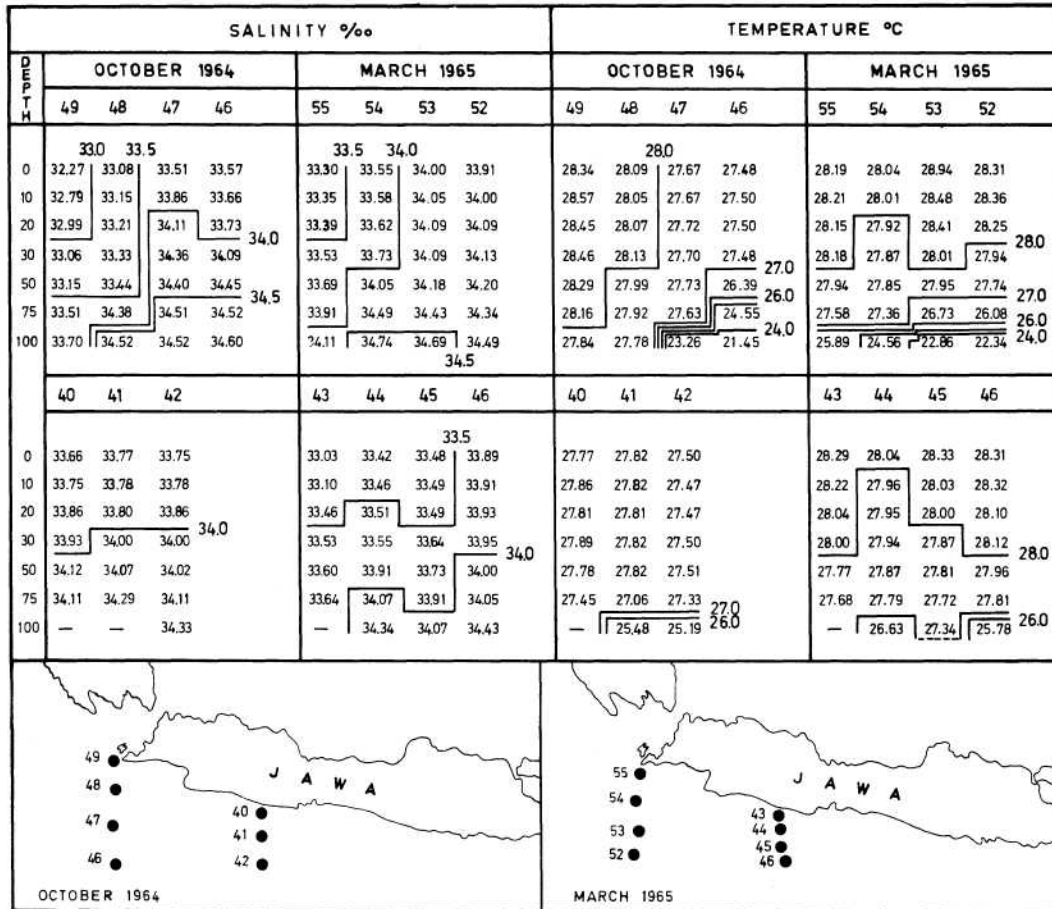 SALINITY ‰ TEMPERATURE °C
DEPTH OCTOBER 1964 MARCH 1965 OCTOBER 1964 MARCH 1965
49 48 47 46 55 54 53 52 49 48 47 46 55 54 53 52
33.0 33.5 33.5 34.0 28.0
0 32.27 33.08 33.51 33.57 33.30 33.55 34.00 33.91 28.34 28.09 27.67 27.48 28.19 28.04 28.94 28.31
10 32.79 33.15 33.86 33.66 33.35 33.58 34.05 34.00 28.57 28.05 27.67 27.50 28.21 28.01 28.48 28.36
20 32.99 33.21 34.11 33.73 33.39 33.62 34.09 34.09 28.45 28.07 27.72 27.50 28.15 27.92 28.41 28.25
34.0 28.0
30 33.06 33.33 34.36 34.09 33.53 33.73 34.09 34.13 28.46 28.13 27.70 27.48 28.18 27.87 28.01 27.94
27.0
50 33.15 33.44 34.40 34.45 33.69 34.05 34.18 34.20 28.29 27.99 27.73 26.39 27.94 27.85 27.95 27.74
34.5 26.0 27.0
75 33.51 34.38 34.51 34.52 33.91 34.49 34.43 34.34 28.16 27.92 27.63 24.55 27.58 27.36 26.73 26.08
24.0 26.0
24.0
100 33.70 34.52 34.52 34.60 34.11 34.74 34.69 34.49 27.84 27.78 23.26 21.45 25.89 24.56 22.86 22.34
34.5
40 41 42 43 44 45 46 40 41 42 43 44 45 46
33.5
0 33.66 33.77 33.75 33.03 33.42 33.48 33.89 27.77 27.82 27.50 28.29 28.04 28.33 28.31
10 33.75 33.78 33.78 33.10 33.46 33.49 33.91 27.86 27.82 27.47 28.22 27.96 28.03 28.32
20 33.86 33.80 33.86 33.46 33.51 33.49 33.93 27.81 27.81 27.47 28.04 27.95 28.00 28.10
34.0
30 33.93 34.00 34.00 33.53 33.55 33.64 33.95 27.89 27.82 27.50 28.00 27.94 27.87 28.12
34.0 28.0
50 34.12 34.07 34.02 33.60 33.91 33.73 34.00 27.78 27.82 27.51 27.77 27.87 27.81 27.96
75 34.11 34.29 34.11 33.64 34.07 33.91 34.05 27.45 27.06 27.33 27.68 27.79 27.72 27.81
27.0
26.0 26.0
100 — — 34.33 — 34.34 34.07 34.43 — 25.48 25.19 — 26.63 27.34 25.78
49
48
47
46
40
41
42
JAWA
OCTOBER 1964
55
54
53
52
43
44
45
46
JAWA
MARCH 1965